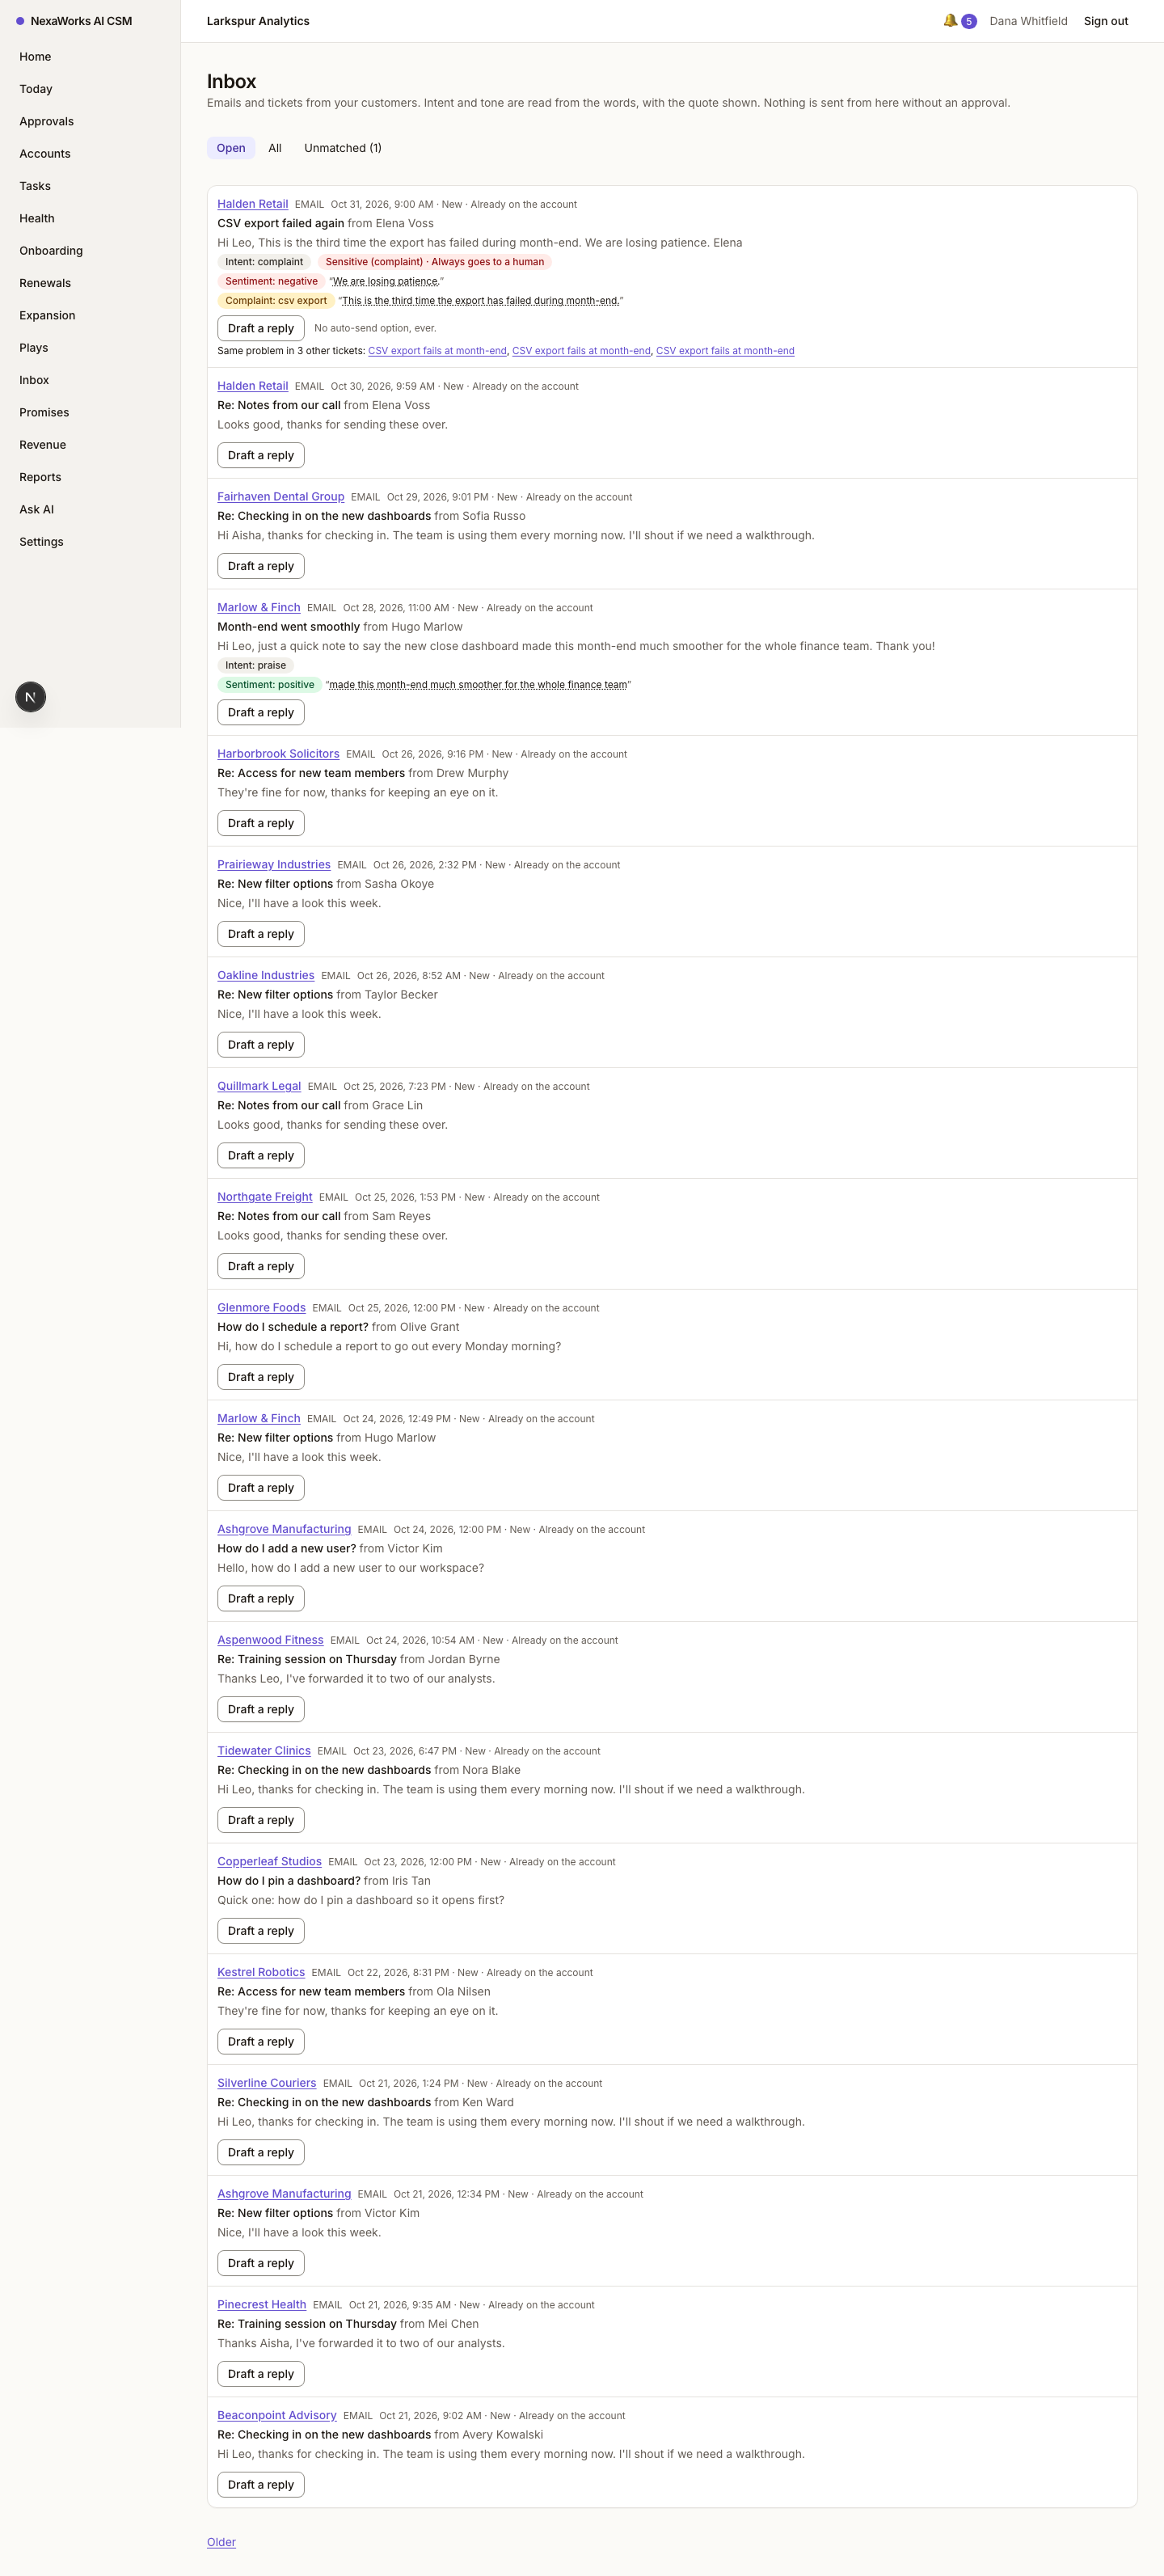 NexaWorks AI CSM
Larkspur Analytics
5
Dana Whitfield
Sign out
Home
Today
Approvals
Accounts
Tasks
Health
Onboarding
Renewals
Expansion
Plays
Inbox
Promises
Revenue
Reports
Ask AI
Settings
N
Inbox
Emails and tickets from your customers. Intent and tone are read from the words, with the quote shown. Nothing is sent from here without an approval.
Open All Unmatched (1)
Halden Retail EMAIL Oct 31, 2026, 9:00 AM · New · Already on the account
CSV export failed again from Elena Voss
Hi Leo, This is the third time the export has failed during month-end. We are losing patience. Elena
Intent: complaint Sensitive (complaint) · Always goes to a human
Sentiment: negative “We are losing patience.”
Complaint: csv export “This is the third time the export has failed during month-end.”
Draft a reply No auto-send option, ever.
Same problem in 3 other tickets: CSV export fails at month-end, CSV export fails at month-end, CSV export fails at month-end
Halden Retail EMAIL Oct 30, 2026, 9:59 AM · New · Already on the account
Re: Notes from our call from Elena Voss
Looks good, thanks for sending these over.
Draft a reply
Fairhaven Dental Group EMAIL Oct 29, 2026, 9:01 PM · New · Already on the account
Re: Checking in on the new dashboards from Sofia Russo
Hi Aisha, thanks for checking in. The team is using them every morning now. I'll shout if we need a walkthrough.
Draft a reply
Marlow & Finch EMAIL Oct 28, 2026, 11:00 AM · New · Already on the account
Month-end went smoothly from Hugo Marlow
Hi Leo, just a quick note to say the new close dashboard made this month-end much smoother for the whole finance team. Thank you!
Intent: praise
Sentiment: positive “made this month-end much smoother for the whole finance team”
Draft a reply
Harborbrook Solicitors EMAIL Oct 26, 2026, 9:16 PM · New · Already on the account
Re: Access for new team members from Drew Murphy
They're fine for now, thanks for keeping an eye on it.
Draft a reply
Prairieway Industries EMAIL Oct 26, 2026, 2:32 PM · New · Already on the account
Re: New filter options from Sasha Okoye
Nice, I'll have a look this week.
Draft a reply
Oakline Industries EMAIL Oct 26, 2026, 8:52 AM · New · Already on the account
Re: New filter options from Taylor Becker
Nice, I'll have a look this week.
Draft a reply
Quillmark Legal EMAIL Oct 25, 2026, 7:23 PM · New · Already on the account
Re: Notes from our call from Grace Lin
Looks good, thanks for sending these over.
Draft a reply
Northgate Freight EMAIL Oct 25, 2026, 1:53 PM · New · Already on the account
Re: Notes from our call from Sam Reyes
Looks good, thanks for sending these over.
Draft a reply
Glenmore Foods EMAIL Oct 25, 2026, 12:00 PM · New · Already on the account
How do I schedule a report? from Olive Grant
Hi, how do I schedule a report to go out every Monday morning?
Draft a reply
Marlow & Finch EMAIL Oct 24, 2026, 12:49 PM · New · Already on the account
Re: New filter options from Hugo Marlow
Nice, I'll have a look this week.
Draft a reply
Ashgrove Manufacturing EMAIL Oct 24, 2026, 12:00 PM · New · Already on the account
How do I add a new user? from Victor Kim
Hello, how do I add a new user to our workspace?
Draft a reply
Aspenwood Fitness EMAIL Oct 24, 2026, 10:54 AM · New · Already on the account
Re: Training session on Thursday from Jordan Byrne
Thanks Leo, I've forwarded it to two of our analysts.
Draft a reply
Tidewater Clinics EMAIL Oct 23, 2026, 6:47 PM · New · Already on the account
Re: Checking in on the new dashboards from Nora Blake
Hi Leo, thanks for checking in. The team is using them every morning now. I'll shout if we need a walkthrough.
Draft a reply
Copperleaf Studios EMAIL Oct 23, 2026, 12:00 PM · New · Already on the account
How do I pin a dashboard? from Iris Tan
Quick one: how do I pin a dashboard so it opens first?
Draft a reply
Kestrel Robotics EMAIL Oct 22, 2026, 8:31 PM · New · Already on the account
Re: Access for new team members from Ola Nilsen
They're fine for now, thanks for keeping an eye on it.
Draft a reply
Silverline Couriers EMAIL Oct 21, 2026, 1:24 PM · New · Already on the account
Re: Checking in on the new dashboards from Ken Ward
Hi Leo, thanks for checking in. The team is using them every morning now. I'll shout if we need a walkthrough.
Draft a reply
Ashgrove Manufacturing EMAIL Oct 21, 2026, 12:34 PM · New · Already on the account
Re: New filter options from Victor Kim
Nice, I'll have a look this week.
Draft a reply
Pinecrest Health EMAIL Oct 21, 2026, 9:35 AM · New · Already on the account
Re: Training session on Thursday from Mei Chen
Thanks Aisha, I've forwarded it to two of our analysts.
Draft a reply
Beaconpoint Advisory EMAIL Oct 21, 2026, 9:02 AM · New · Already on the account
Re: Checking in on the new dashboards from Avery Kowalski
Hi Leo, thanks for checking in. The team is using them every morning now. I'll shout if we need a walkthrough.
Draft a reply
Older